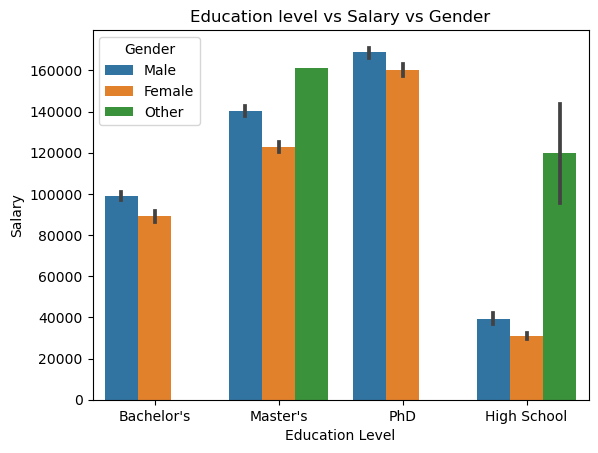 Education level vs Salary vs Gender
Gender
Male
Female
Other
160000
140000
120000
100000
80000
60000
40000
20000
0
Salary
Bachelor's
Master's
PhD
High School
Education Level